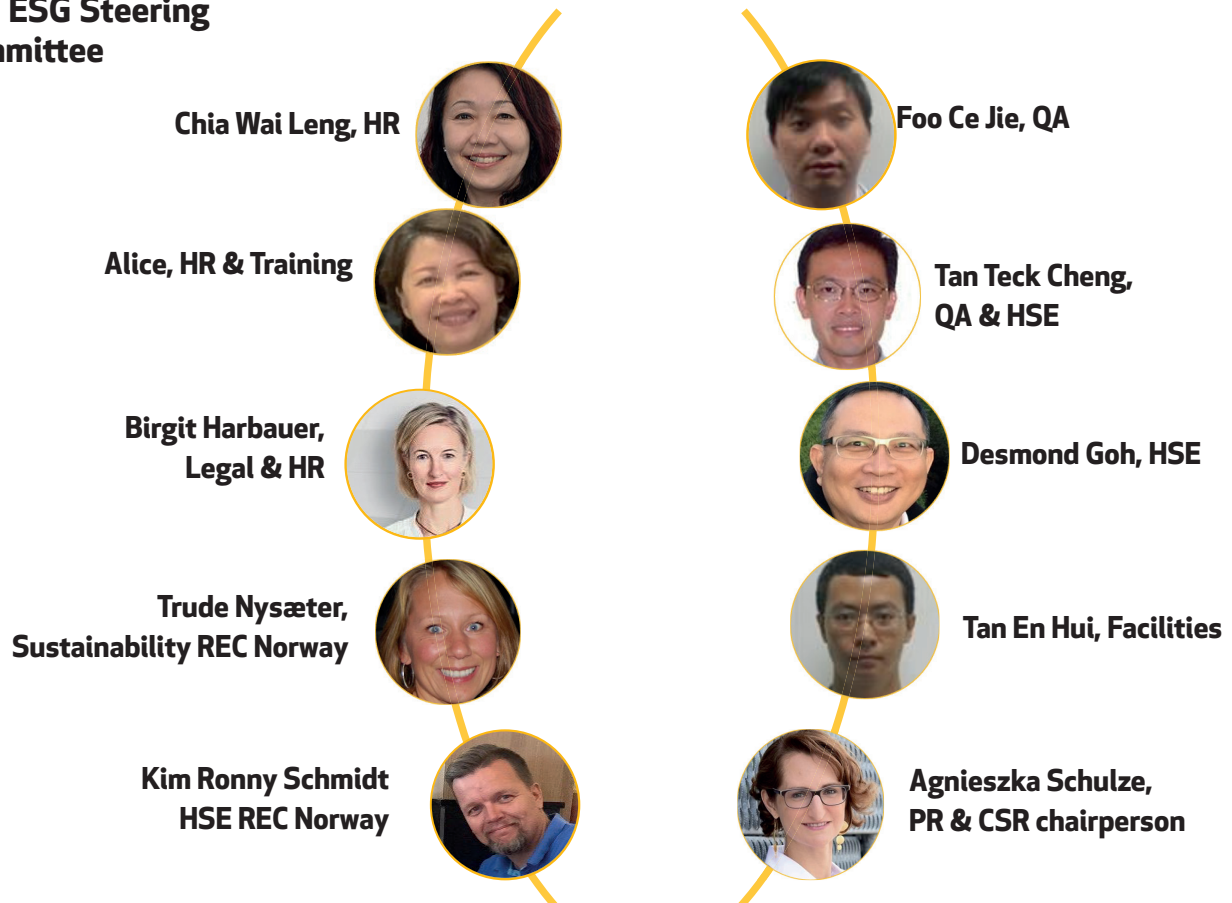 ESG Steering
Chia Wai Leng, HR
Alice, HR & Training
Birgit Harbauer,
Legal & HR
Trude Nysæter,
Sustainability REC Norway
Kim Ronny Schmidt
HSE REC Norway
Foo Ce Jie, QA
Tan Teck Cheng,
QA & HSE
Desmond Goh, HSE
Tan En Hui, Facilities
Agnieszka Schulze,
PR & CSR chairperson